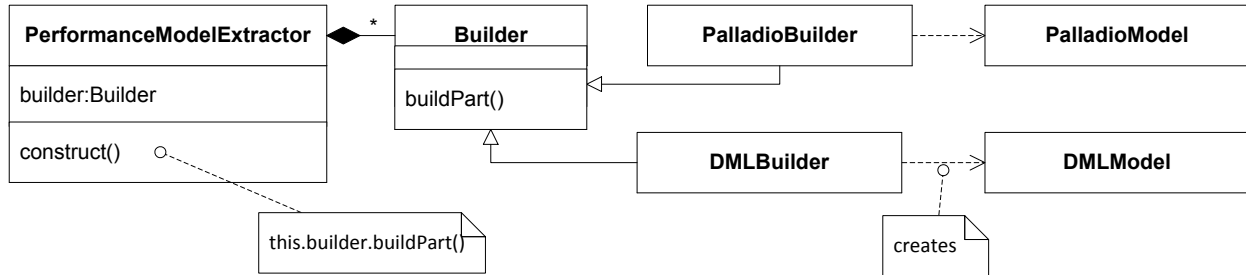 PerformanceModelExtractor
builder:Builder
construct()
*
Builder
buildPart()
PalladioBuilder
PalladioModel
DMLBuilder
DMLModel
this.builder.buildPart()
creates